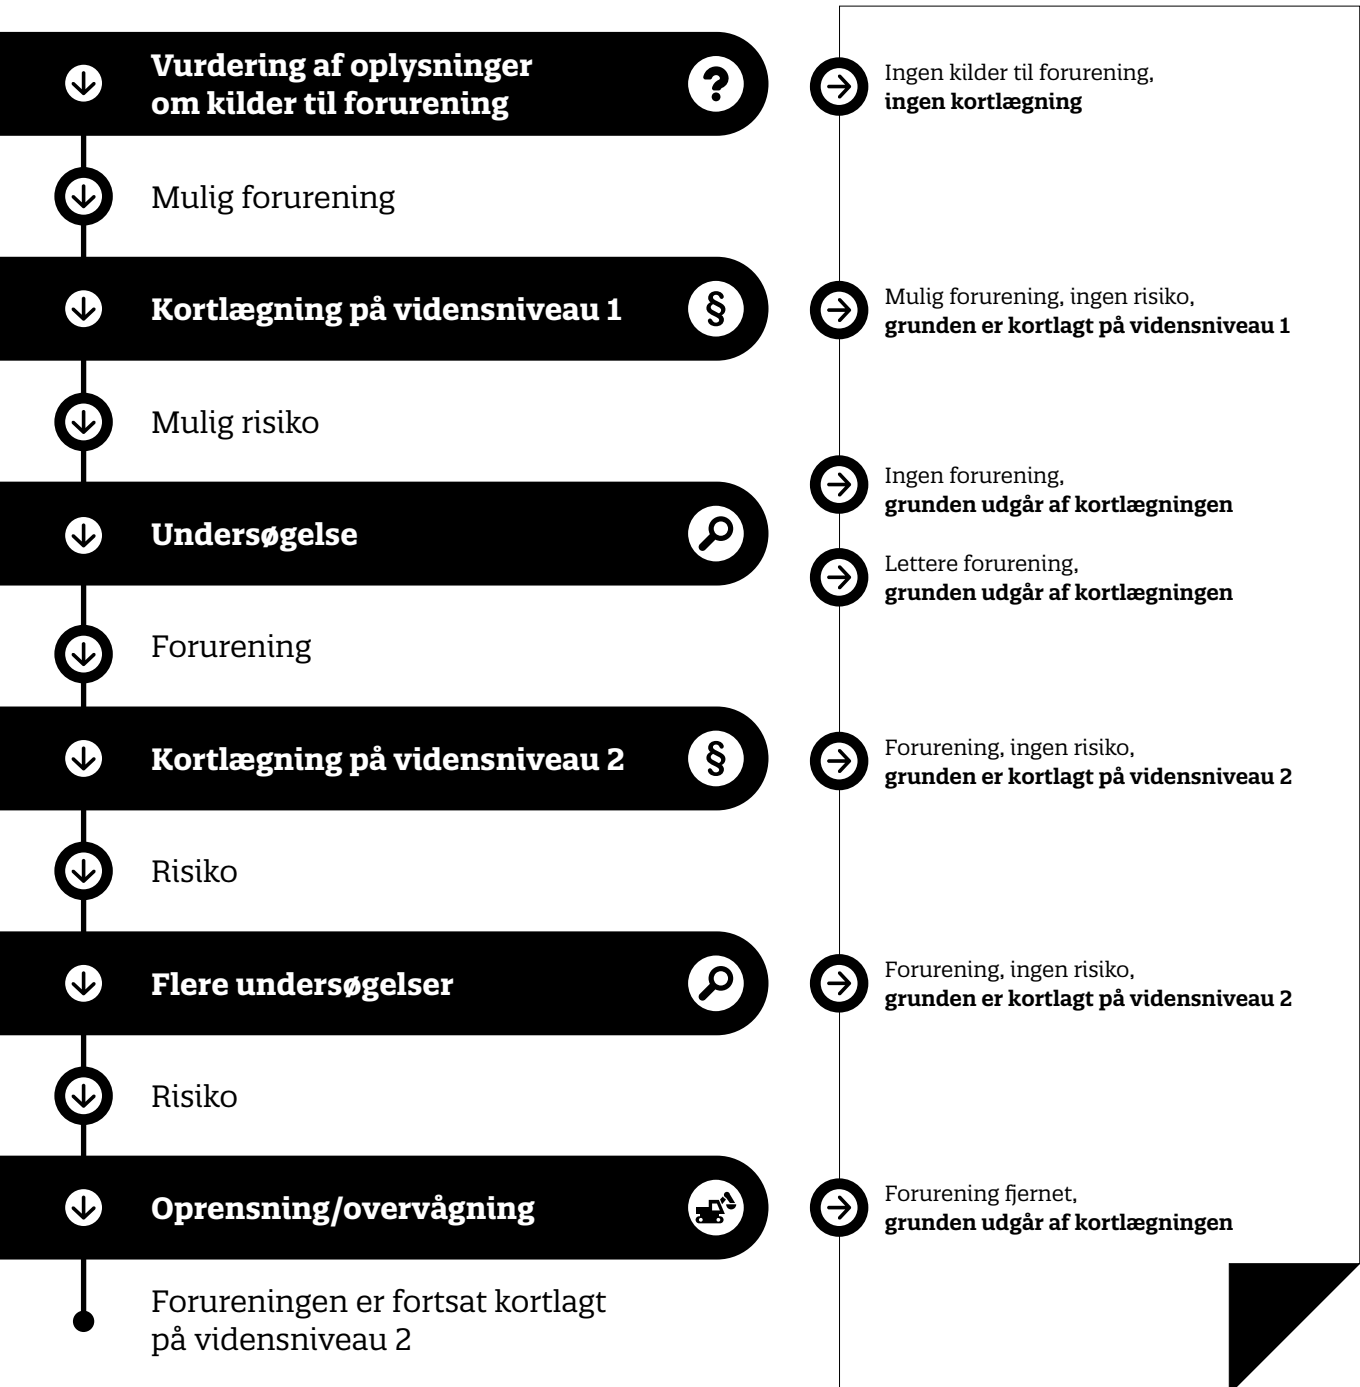 Vurdering af oplysninger
om kilder til forurening
?
Ingen kilder til forurening,
ingen kortlægning
Mulig forurening
Kortlægning på vidensniveau 1
§
Mulig forurening, ingen risiko,
grunden er kortlagt på vidensniveau 1
Mulig risiko
Undersøgelse
Ingen forurening,
grunden udgår af kortlægningen
Lettere forurening,
grunden udgår af kortlægningen
Forurening
Kortlægning på vidensniveau 2
§
Forurening, ingen risiko,
grunden er kortlagt på vidensniveau 2
Risiko
Flere undersøgelser
Forurening, ingen risiko,
grunden er kortlagt på vidensniveau 2
Risiko
Oprensning/overvågning
Forurening fjernet,
grunden udgår af kortlægningen
Forureningen er fortsat kortlagt
på vidensniveau 2